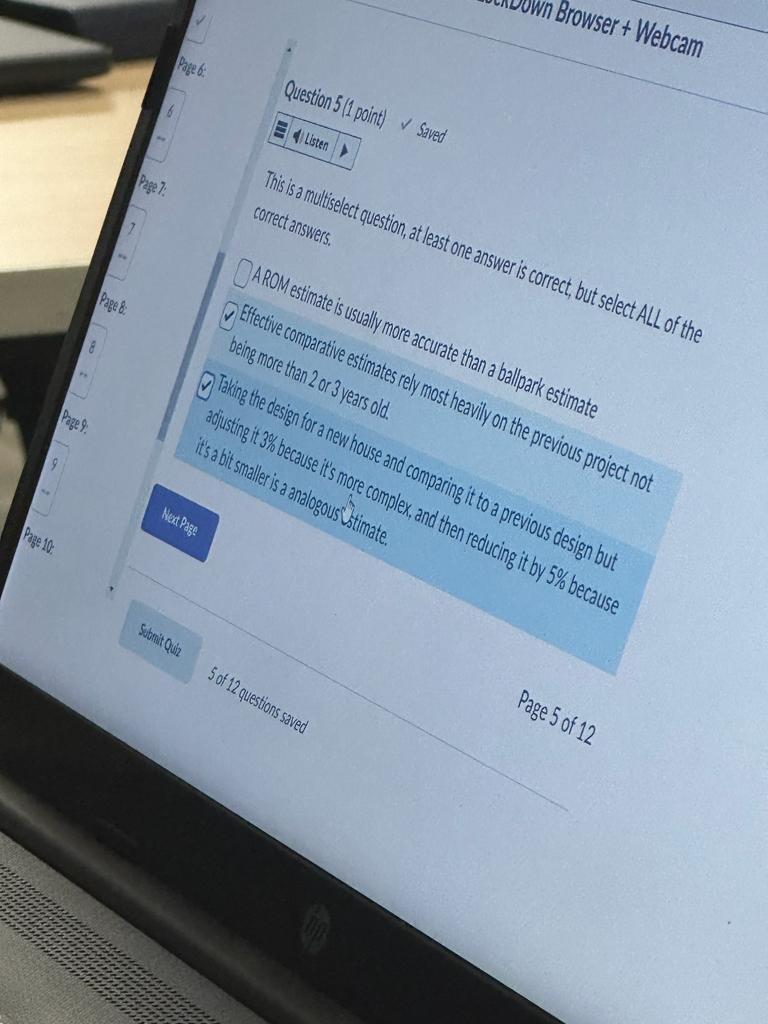 LockDown Browser + Webcam
Page 6:
6
--
Page 7:
7
--
Page 8:
8
--
Page 9:
9
--
Page 10:
Question 5 (1 point)
✓ Saved
Listen
This is a multiselect question, at least one answer is correct, but select ALL of the
correct answers.
A ROM estimate is usually more accurate than a ballpark estimate
Effective comparative estimates rely most heavily on the previous project not
being more than 2 or 3 years old.
Taking the design for a new house and comparing it to a previous design but
adjusting it 3% because it's more complex, and then reducing it by 5% because
it's a bit smaller is a analogous estimate.
Next Page
Page 5 of 12
Submit Quiz
5 of 12 questions saved
hp